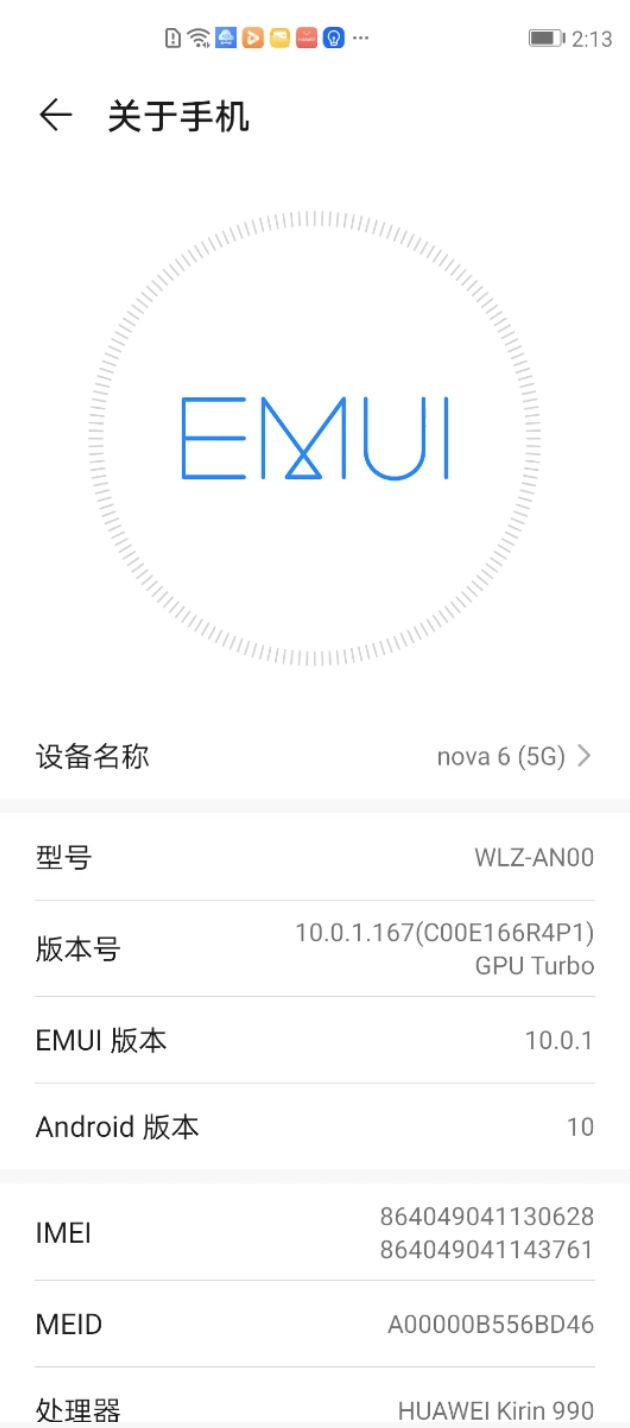 2:13
关于手机
EMUI
设备名称 nova 6 (5G)
型号 WLZ-AN00
版本号 10.0.1.167(C00E166R4P1)
GPU Turbo
EMUI 版本 10.0.1
Android 版本 10
IMEI 864049041130628
864049041143761
MEID A00000B556BD46
处理器 HUAWEI Kirin 990